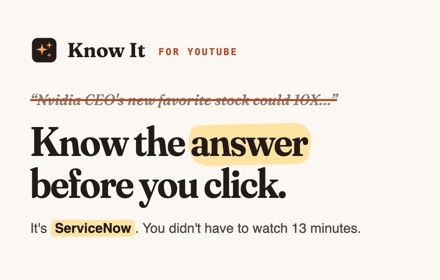 Know It FOR YOUTUBE
“Nvidia CEO's new favorite stock could 10X...”
Know the answer
before you click.
It's ServiceNow. You didn't have to watch 13 minutes.